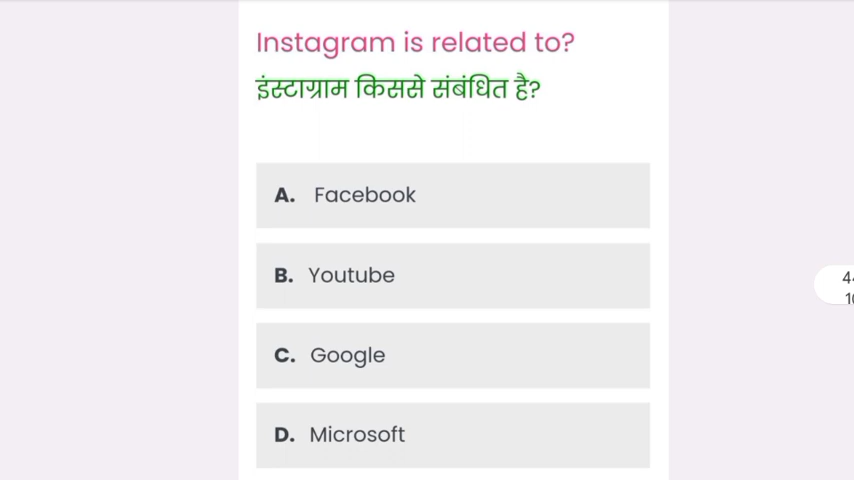 Instagram is related to?
इंस्टाग्राम किससे संबंधित है?
A. Facebook
B. Youtube
C. Google
D. Microsoft